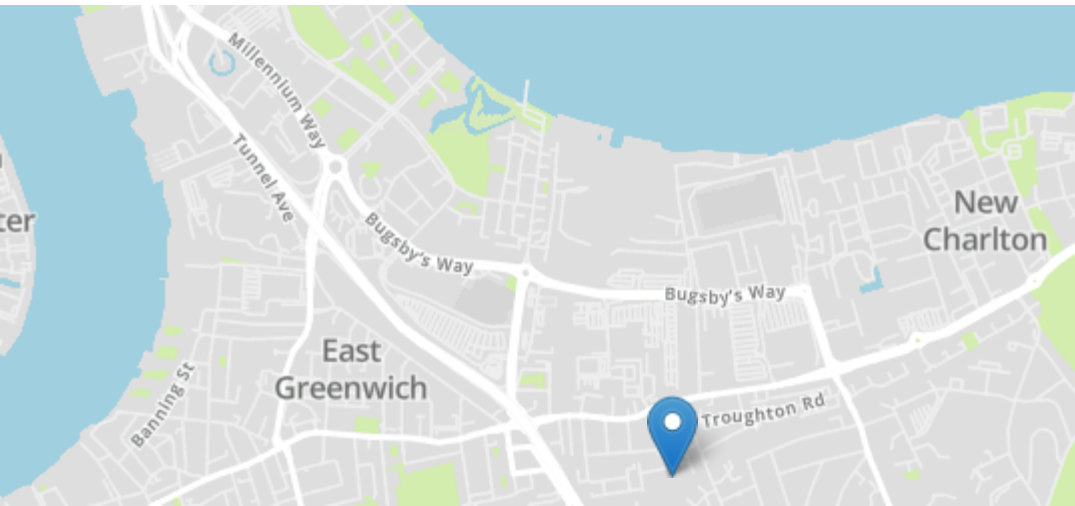 Millennium Way
Tunnel Ave
ter
New
Charlton
Bugsby's Way
Bugsby's Way
East
Greenwich
Banning St
Troughton Rd